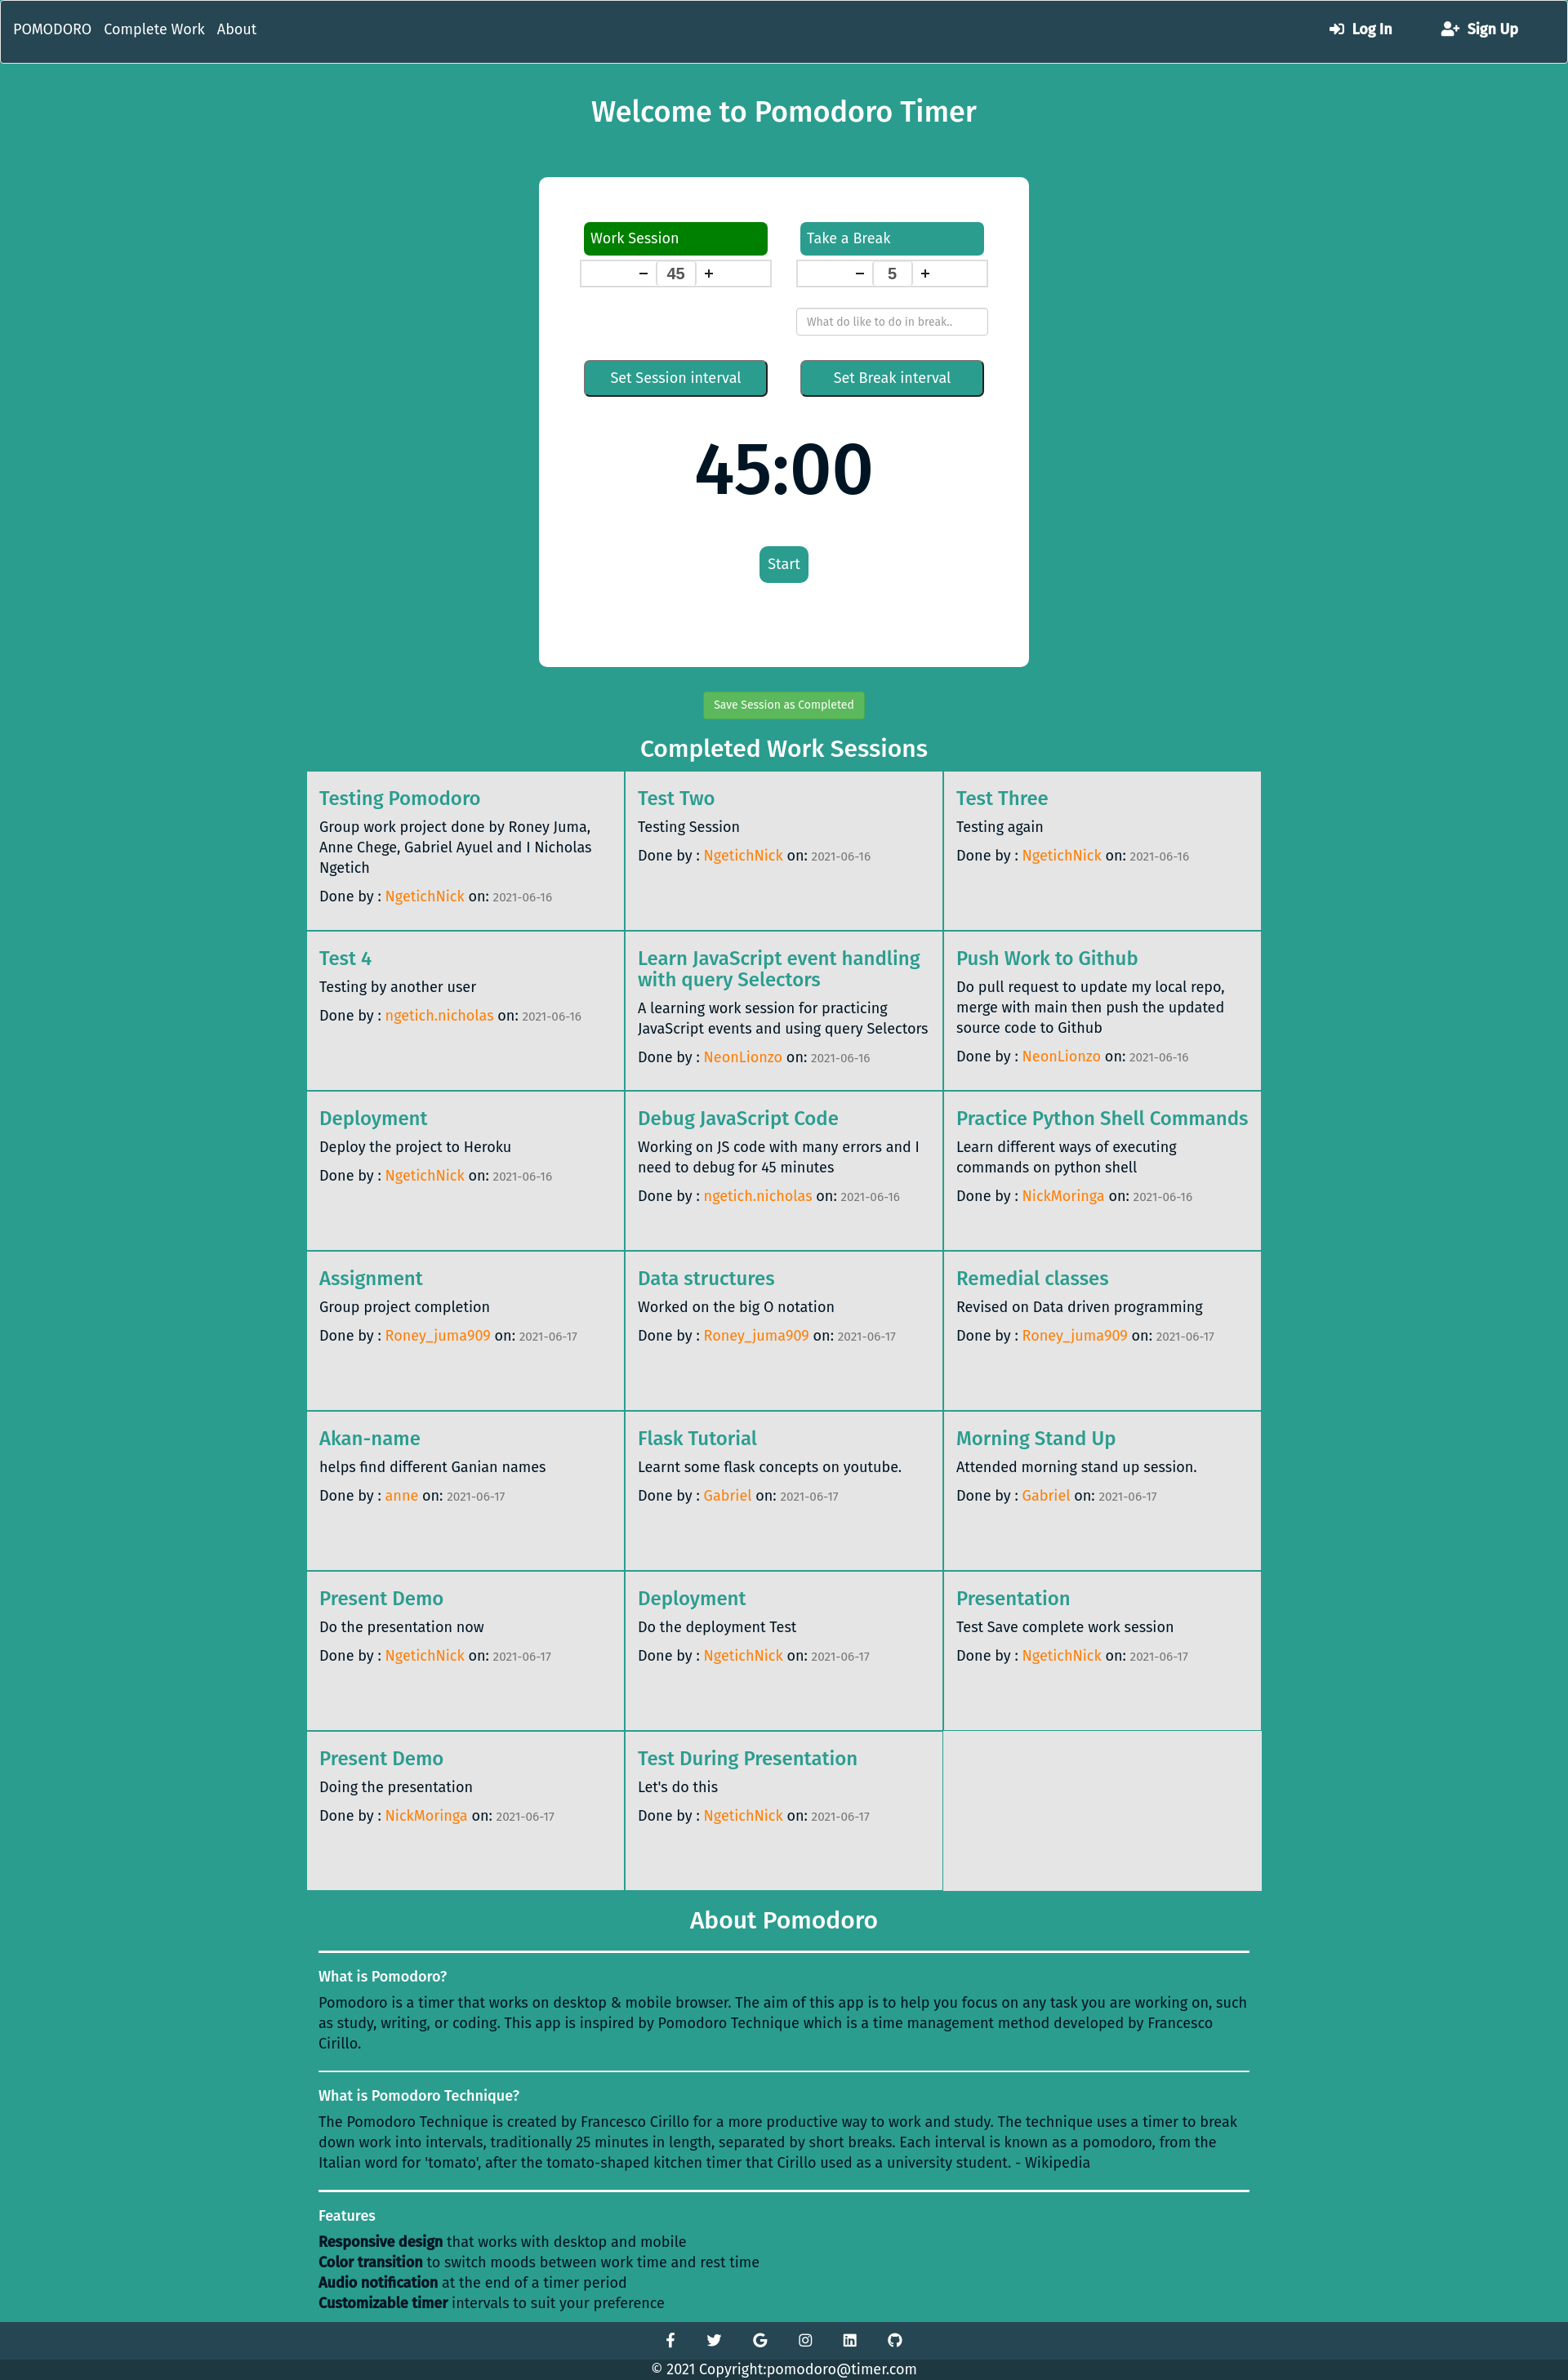 POMODORO Complete Work About Log In Sign Up
Welcome to Pomodoro Timer
Work Session
Take a Break
− 45 +
− 5 +
What do like to do in break..
Set Session interval
Set Break interval
45:00
Start
Save Session as Completed
Completed Work Sessions
Testing Pomodoro
Group work project done by Roney Juma,
Anne Chege, Gabriel Ayuel and I Nicholas
Ngetich
Done by : NgetichNick on: 2021-06-16
Test Two
Testing Session
Done by : NgetichNick on: 2021-06-16
Test Three
Testing again
Done by : NgetichNick on: 2021-06-16
Test 4
Testing by another user
Done by : ngetich.nicholas on: 2021-06-16
Learn JavaScript event handling
with query Selectors
A learning work session for practicing
JavaScript events and using query Selectors
Done by : NeonLionzo on: 2021-06-16
Push Work to Github
Do pull request to update my local repo,
merge with main then push the updated
source code to Github
Done by : NeonLionzo on: 2021-06-16
Deployment
Deploy the project to Heroku
Done by : NgetichNick on: 2021-06-16
Debug JavaScript Code
Working on JS code with many errors and I
need to debug for 45 minutes
Done by : ngetich.nicholas on: 2021-06-16
Practice Python Shell Commands
Learn different ways of executing
commands on python shell
Done by : NickMoringa on: 2021-06-16
Assignment
Group project completion
Done by : Roney_juma909 on: 2021-06-17
Data structures
Worked on the big O notation
Done by : Roney_juma909 on: 2021-06-17
Remedial classes
Revised on Data driven programming
Done by : Roney_juma909 on: 2021-06-17
Akan-name
helps find different Ganian names
Done by : anne on: 2021-06-17
Flask Tutorial
Learnt some flask concepts on youtube.
Done by : Gabriel on: 2021-06-17
Morning Stand Up
Attended morning stand up session.
Done by : Gabriel on: 2021-06-17
Present Demo
Do the presentation now
Done by : NgetichNick on: 2021-06-17
Deployment
Do the deployment Test
Done by : NgetichNick on: 2021-06-17
Presentation
Test Save complete work session
Done by : NgetichNick on: 2021-06-17
Present Demo
Doing the presentation
Done by : NickMoringa on: 2021-06-17
Test During Presentation
Let's do this
Done by : NgetichNick on: 2021-06-17
About Pomodoro
What is Pomodoro?
Pomodoro is a timer that works on desktop & mobile browser. The aim of this app is to help you focus on any task you are working on, such
as study, writing, or coding. This app is inspired by Pomodoro Technique which is a time management method developed by Francesco
Cirillo.
What is Pomodoro Technique?
The Pomodoro Technique is created by Francesco Cirillo for a more productive way to work and study. The technique uses a timer to break
down work into intervals, traditionally 25 minutes in length, separated by short breaks. Each interval is known as a pomodoro, from the
Italian word for 'tomato', after the tomato-shaped kitchen timer that Cirillo used as a university student. - Wikipedia
Features
Responsive design that works with desktop and mobile
Color transition to switch moods between work time and rest time
Audio notification at the end of a timer period
Customizable timer intervals to suit your preference
© 2021 Copyright:pomodoro@timer.com